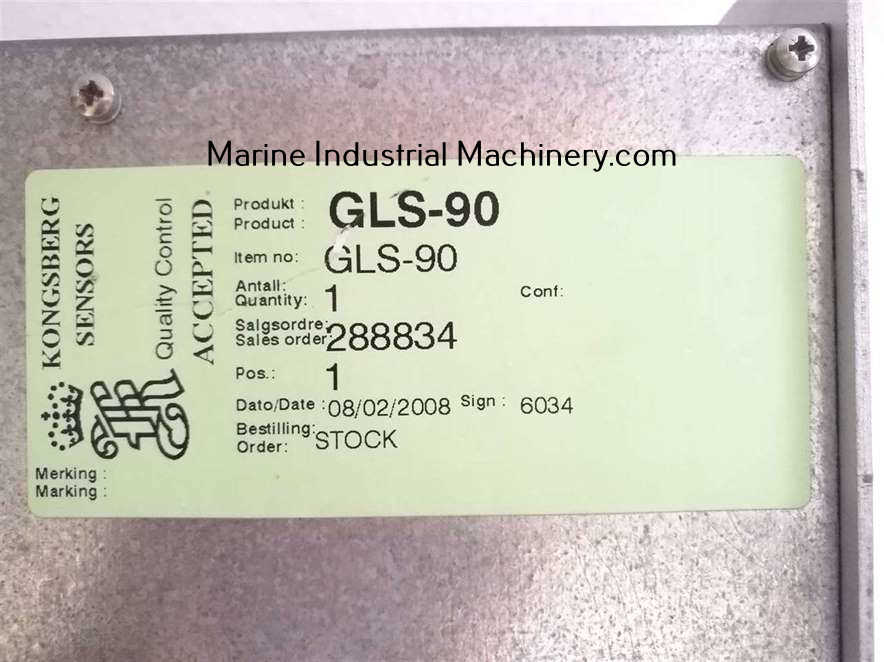 Marine Industrial Machinery.com
KONGSBERG
SENSORS
Quality Control
ACCEPTED.
Produkt :
Product : GLS-90
Item no: GLS-90
Antall:
Quantity: 1 Conf:
Salgsordre:
Sales order: 288834
Pos.: 1
Dato/Date : 08/02/2008 Sign : 6034
Bestilling:
Order: STOCK
Merking :
Marking :